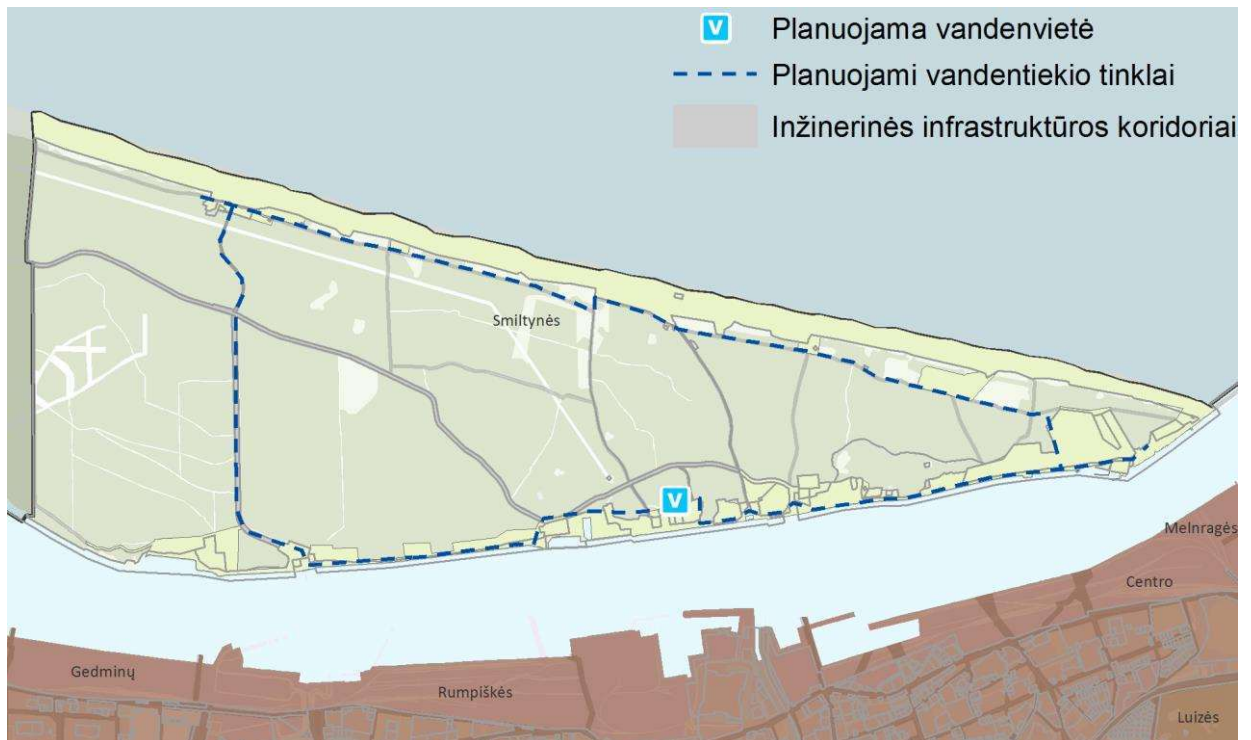 V Planuojama vandenvietė
Planuojami vandentiekio tinklai
Inžinerinės infrastruktūros koridoriai
Smiltynės
V
Melnragės
Centro
Gedminų
Rumpiškės
Luizės